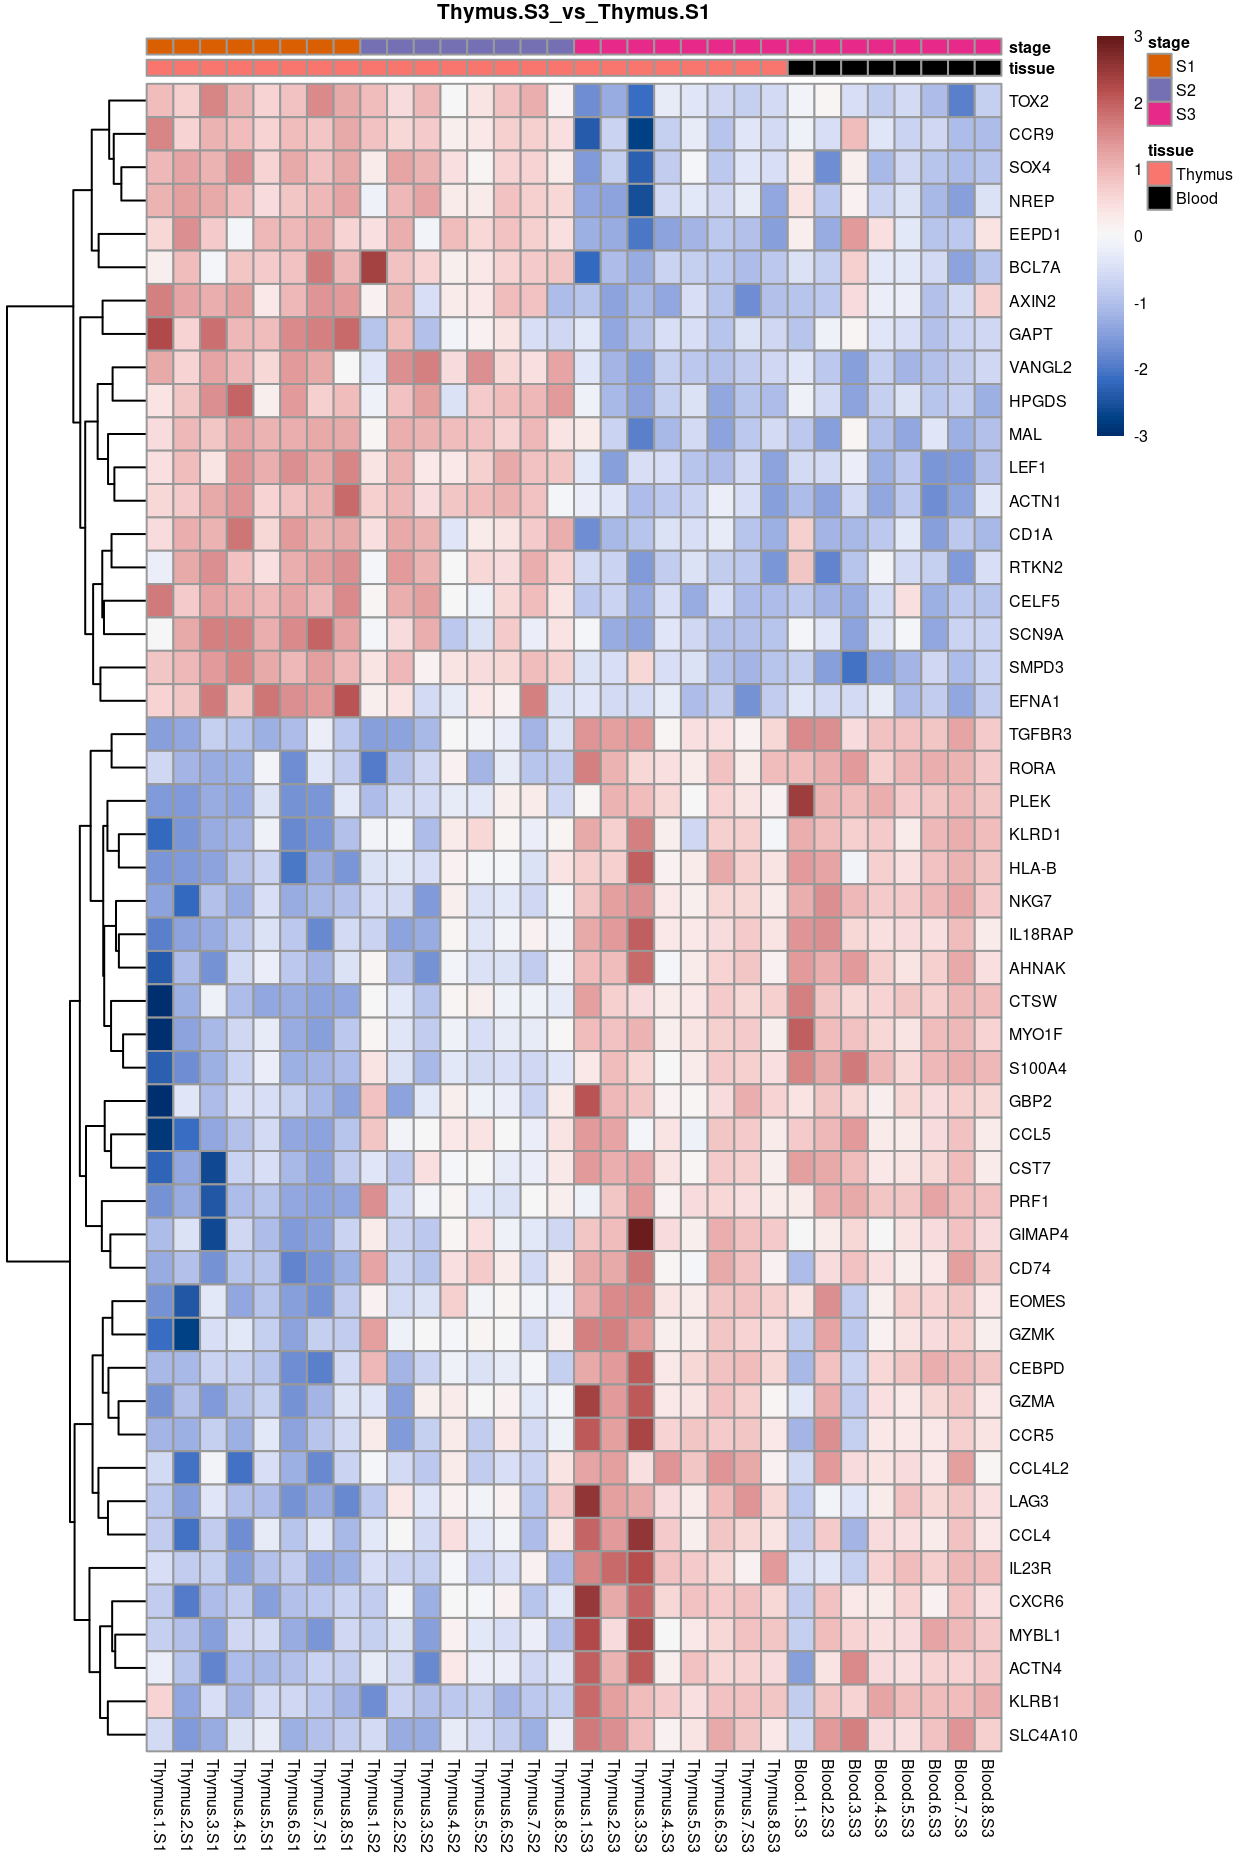 Thymus.S3_vs_Thymus.S1
stage
tissue
TOX2
CCR9
SOX4
NREP
EEPD1
BCL7A
AXIN2
GAPT
VANGL2
HPGDS
MAL
LEF1
ACTN1
CD1A
RTKN2
CELF5
SCN9A
SMPD3
EFNA1
TGFBR3
RORA
PLEK
KLRD1
HLA-B
NKG7
IL18RAP
AHNAK
CTSW
MYO1F
S100A4
GBP2
CCL5
CST7
PRF1
GIMAP4
CD74
EOMES
GZMK
CEBPD
GZMA
CCR5
CCL4L2
LAG3
CCL4
IL23R
CXCR6
MYBL1
ACTN4
KLRB1
SLC4A10
Thymus.1.S1
Thymus.2.S1
Thymus.3.S1
Thymus.4.S1
Thymus.5.S1
Thymus.6.S1
Thymus.7.S1
Thymus.8.S1
Thymus.1.S2
Thymus.2.S2
Thymus.3.S2
Thymus.4.S2
Thymus.5.S2
Thymus.6.S2
Thymus.7.S2
Thymus.8.S2
Thymus.1.S3
Thymus.2.S3
Thymus.3.S3
Thymus.4.S3
Thymus.5.S3
Thymus.6.S3
Thymus.7.S3
Thymus.8.S3
Blood.1.S3
Blood.2.S3
Blood.3.S3
Blood.4.S3
Blood.5.S3
Blood.6.S3
Blood.7.S3
Blood.8.S3
3
2
1
0
-1
-2
-3
stage
S1
S2
S3
tissue
Thymus
Blood